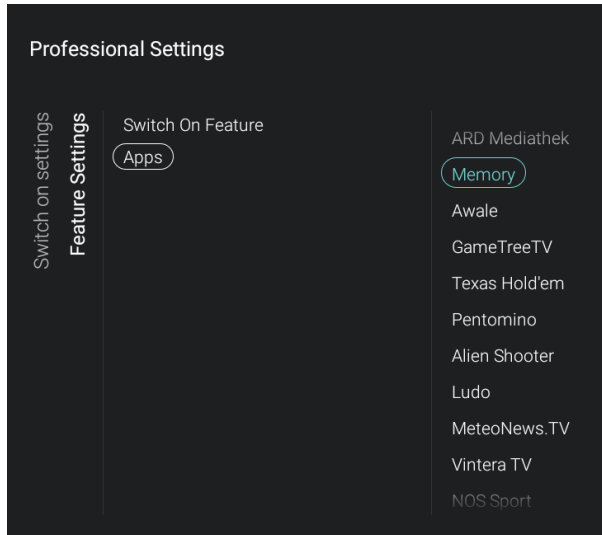 Professional Settings
Switch on settings
Feature Settings
Switch On Feature
Apps
ARD Mediathek
Memory
Awale
GameTreeTV
Texas Hold'em
Pentomino
Alien Shooter
Ludo
MeteoNews.TV
Vintera TV
NOS Sport